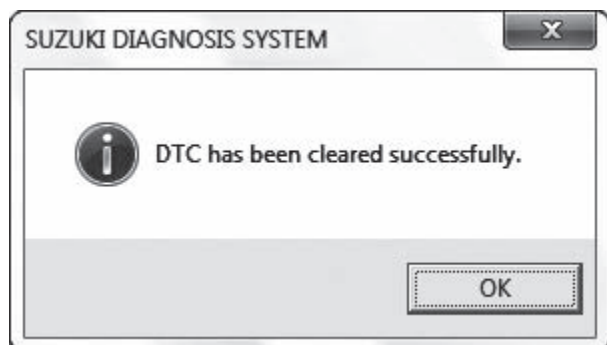 SUZUKI DIAGNOSIS SYSTEM
DTC has been cleared successfully.
OK